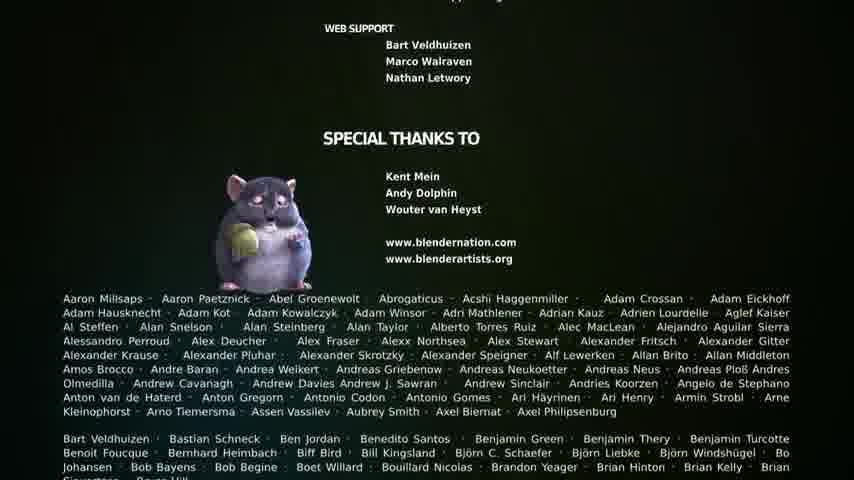 WEB SUPPORT
Bart Veldhuizen
Marco Walraven
Nathan Letwory
SPECIAL THANKS TO
Kent Mein
Andy Dolphin
Wouter van Heyst
www.blendernation.com
www.blenderartists.org
Aaron Millsaps · Aaron Paetznick · Abel Groenewolt · Abrogaticus · Acshi Haggenmiller · Adam Crossan · Adam Eickhoff
Adam Hausknecht · Adam Kot · Adam Kowalczyk · Adam Winsor · Adri Mathlener · Adrian Kauz · Adrien Lourdelle · Aglef Kaiser
Al Steffen · Alan Snelson · Alan Steinberg · Alan Taylor · Alberto Torres Ruiz · Alec MacLean · Alejandro Aguilar Sierra
Alessandro Perroud · Alex Deucher · Alex Fraser · Alexx Northsea · Alex Stewart · Alexander Fritsch · Alexander Gitter
Alexander Krause · Alexander Pluhar · Alexander Skrotzky · Alexander Speigner · Alf Lewerken · Allan Brito · Allan Middleton
Amos Brocco · Andre Baran · Andrea Weikert · Andreas Griebenow · Andreas Neukoetter · Andreas Neus · Andreas Ploß Andres
Olmedilla · Andrew Cavanagh · Andrew Davies Andrew J. Sawran · Andrew Sinclair · Andries Koorzen · Angelo de Stephano
Anton van de Haterd · Anton Gregorn · Antonio Codon · Antonio Gomes · Ari Häyrinen · Ari Henry · Armin Strobl · Arne
Kleinophorst · Arno Tiemersma · Assen Vassilev · Aubrey Smith · Axel Biernat · Axel Philipsenburg
Bart Veldhuizen · Bastian Schneck · Ben Jordan · Benedito Santos · Benjamin Green · Benjamin Thery · Benjamin Turcotte
Benoit Foucque · Bernhard Heimbach · Biff Bird · Bill Kingsland · Björn C. Schaefer · Björn Liebke · Björn Windshügel · Bo
Johansen · Bob Bayens · Bob Begine · Boet Willard · Bouillard Nicolas · Brandon Yeager · Brian Hinton · Brian Kelly · Brian